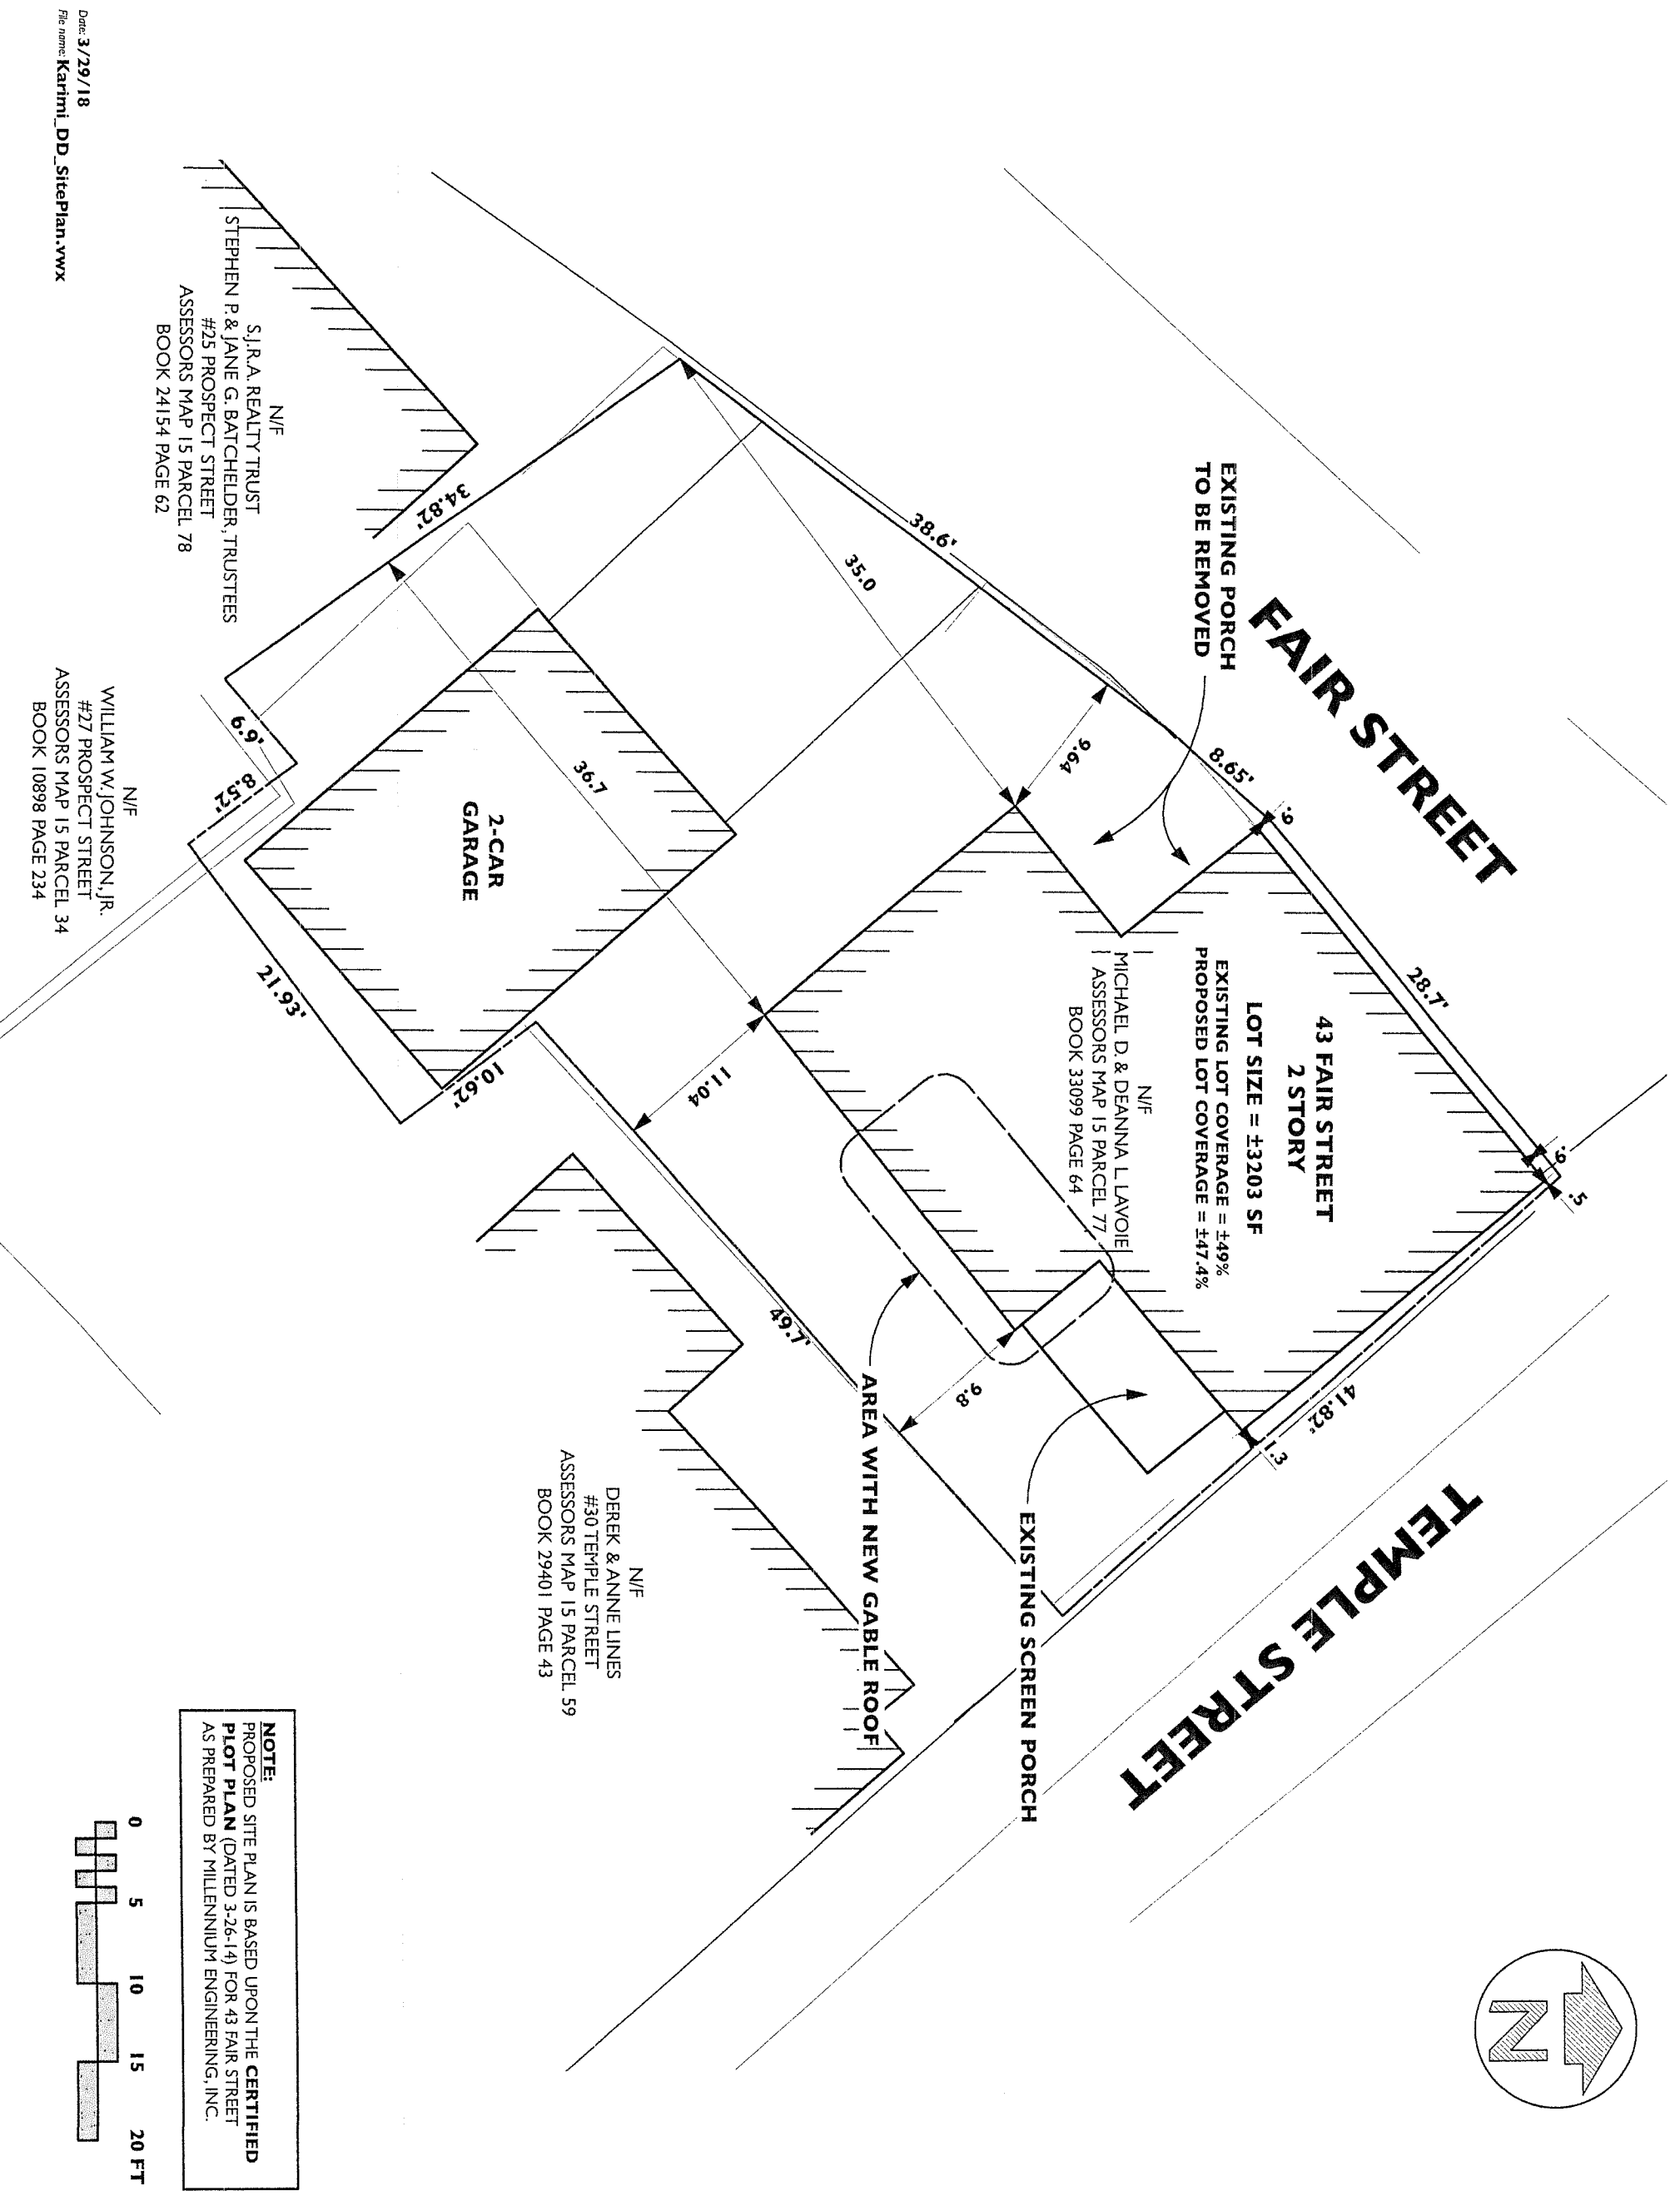 FAIR STREET
TEMPLE STREET
EXISTING PORCH
TO BE REMOVED
38.6'
35.0
9.64
8.65'
.6
28.7'
.6
.5
41.82'
1.3
43 FAIR STREET
2 STORY
LOT SIZE = ±3203 SF
EXISTING LOT COVERAGE = ±49%
PROPOSED LOT COVERAGE = ±47.4%
N/F
MICHAEL D. & DEANNA L. LAVOIE
ASSESSORS MAP 15 PARCEL 77
BOOK 33099 PAGE 64
34.82'
36.7
2-CAR
GARAGE
6.9'
8.52'
21.93'
10.62'
11.04
49.7'
9.8
AREA WITH NEW GABLE ROOF
EXISTING SCREEN PORCH
N/F
S.J.R.A. REALTY TRUST
STEPHEN P. & JANE G. BATCHELDER, TRUSTEES
#25 PROSPECT STREET
ASSESSORS MAP 15 PARCEL 78
BOOK 24154 PAGE 62
N/F
WILLIAM W. JOHNSON, JR.
#27 PROSPECT STREET
ASSESSORS MAP 15 PARCEL 34
BOOK 10898 PAGE 234
N/F
DEREK & ANNE LINES
#30 TEMPLE STREET
ASSESSORS MAP 15 PARCEL 59
BOOK 29401 PAGE 43
N
NOTE:
PROPOSED SITE PLAN IS BASED UPON THE CERTIFIED
PLOT PLAN (DATED 3-26-14) FOR 43 FAIR STREET
AS PREPARED BY MILLENNIUM ENGINEERING, INC.
0 5 10 15 20 FT
Date: 3/29/18
File name: Karimi_DD_SitePlan.vwx